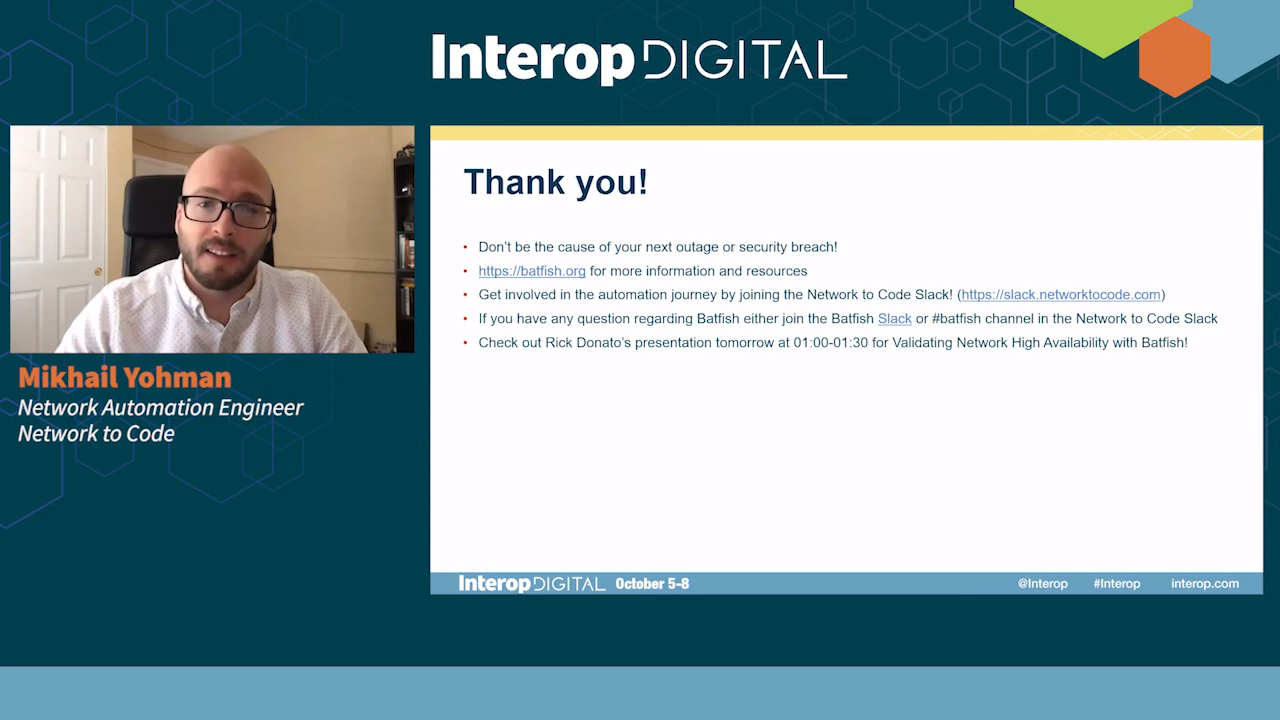 Interop DIGITAL
Mikhail Yohman
Network Automation Engineer
Network to Code
Thank you!
• Don't be the cause of your next outage or security breach!
• https://batfish.org for more information and resources
• Get involved in the automation journey by joining the Network to Code Slack! (https://slack.networktocode.com)
• If you have any question regarding Batfish either join the Batfish Slack or #batfish channel in the Network to Code Slack
• Check out Rick Donato's presentation tomorrow at 01:00-01:30 for Validating Network High Availability with Batfish!
Interop DIGITAL October 5-8 @Interop #Interop interop.com